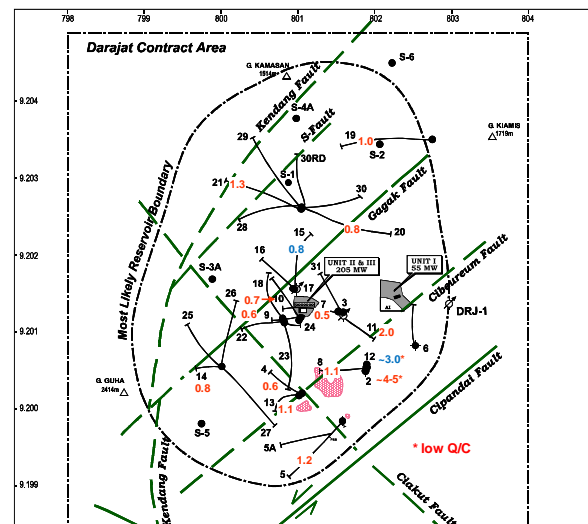 798 799 800 801 802 803 804
Darajat Contract Area
S-6
G. KAMASAN
1914m
9.204
S-4A
Kendang Fault
S-Fault
G. KIAMIS
1719m
29
19
1.0
S-2
9.203
30RD
S-1
21
1.3
30
Gagak Fault
28
0.8
20
15
9.202
16
0.8
UNIT II & III
205 MW
UNIT I
55 MW
Cibeureum Fault
S-3A
18
31
26
17
0.7*
10
7
3
DRJ-1
0.6
0.5
A1
25
9
24
11
2.0
9.201
22
6
Most Likely Reservoir Boundary
23
8
12
~3.0*
14
4
1.1
2
~4-5*
0.8
0.6
G. GUHA
2414m
13
1.1
9.200
Cipandai Fault
S-5
27
5A
* low Q/C
1.2
5
9.199
Kendang Fault
Clakut Fault